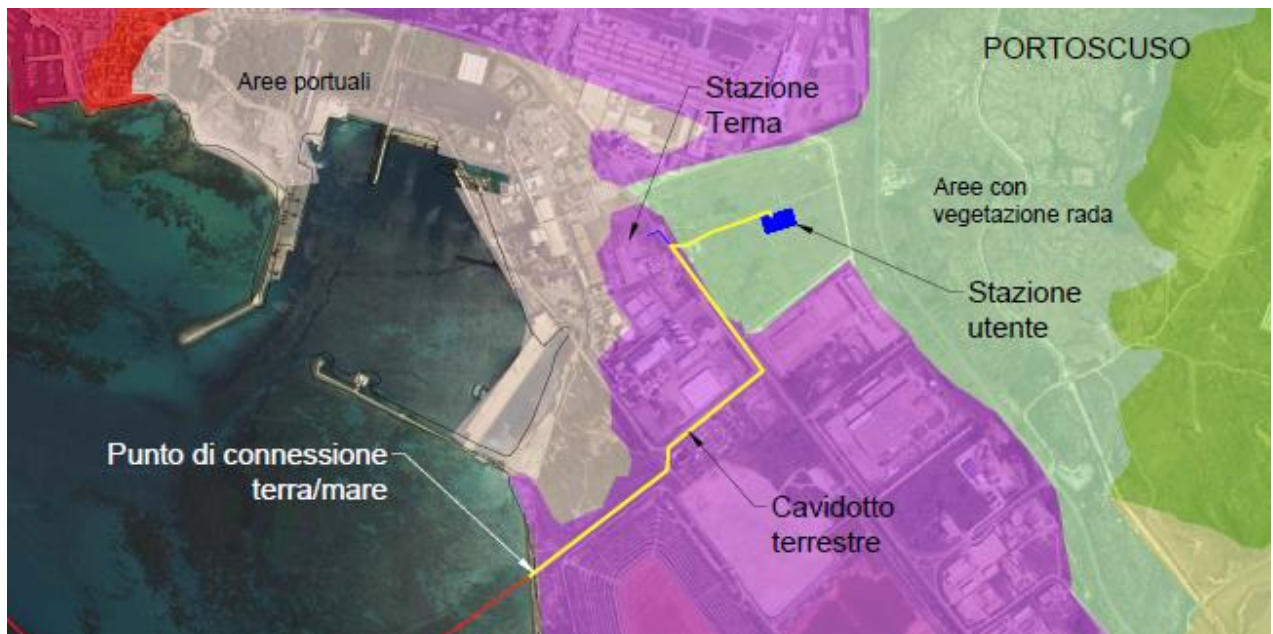 PORTOSCUSO
Aree portuali
Stazione
Terna
Aree con
vegetazione rada
Stazione
utente
Punto di connessione
terra/mare
Cavidotto
terrestre